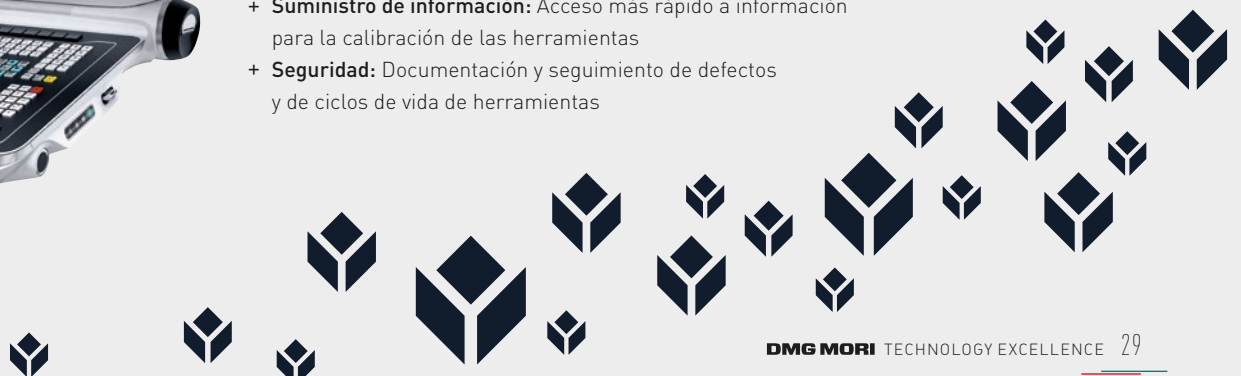 + Suministro de información: Acceso más rápido a información
para la calibración de las herramientas
+ Seguridad: Documentación y seguimiento de defectos
y de ciclos de vida de herramientas
DMG MORI TECHNOLOGY EXCELLENCE 29